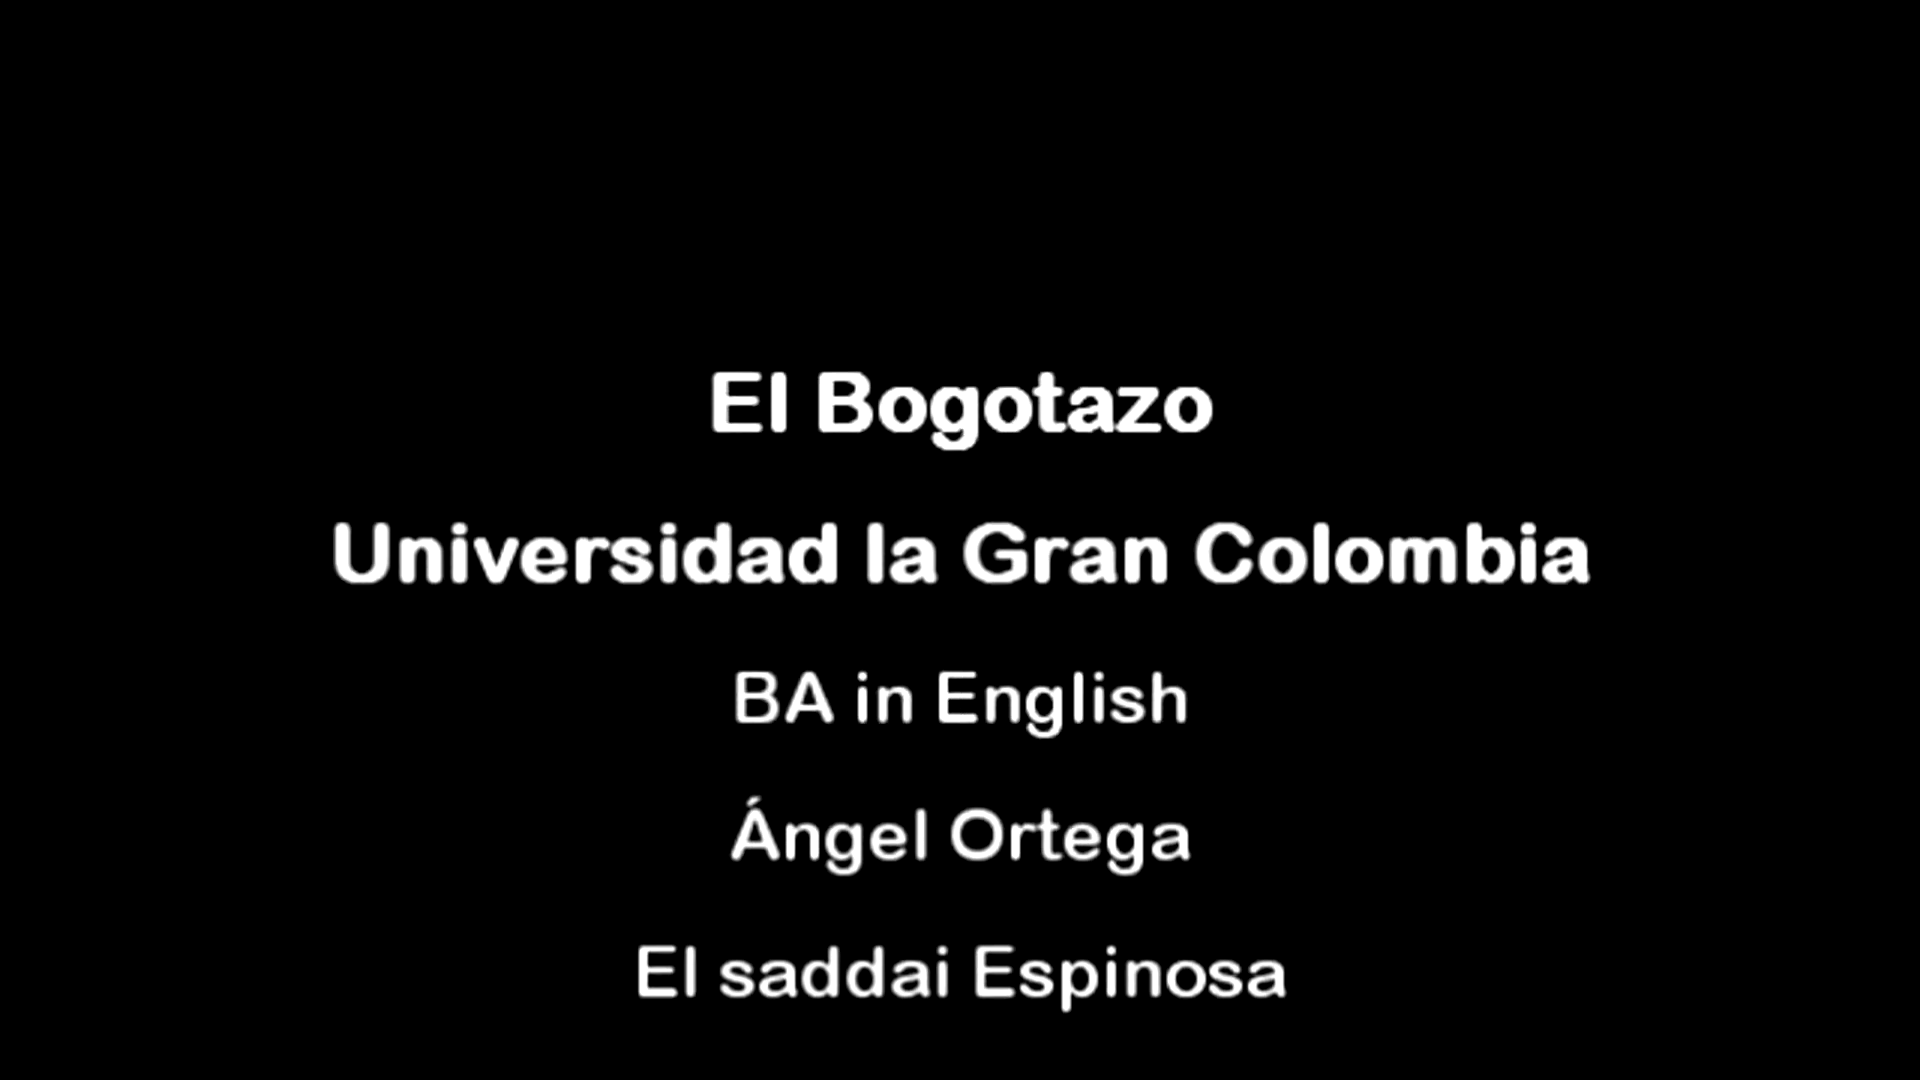 El Bogotazo
Universidad la Gran Colombia
BA in English
Ángel Ortega
El saddai Espinosa